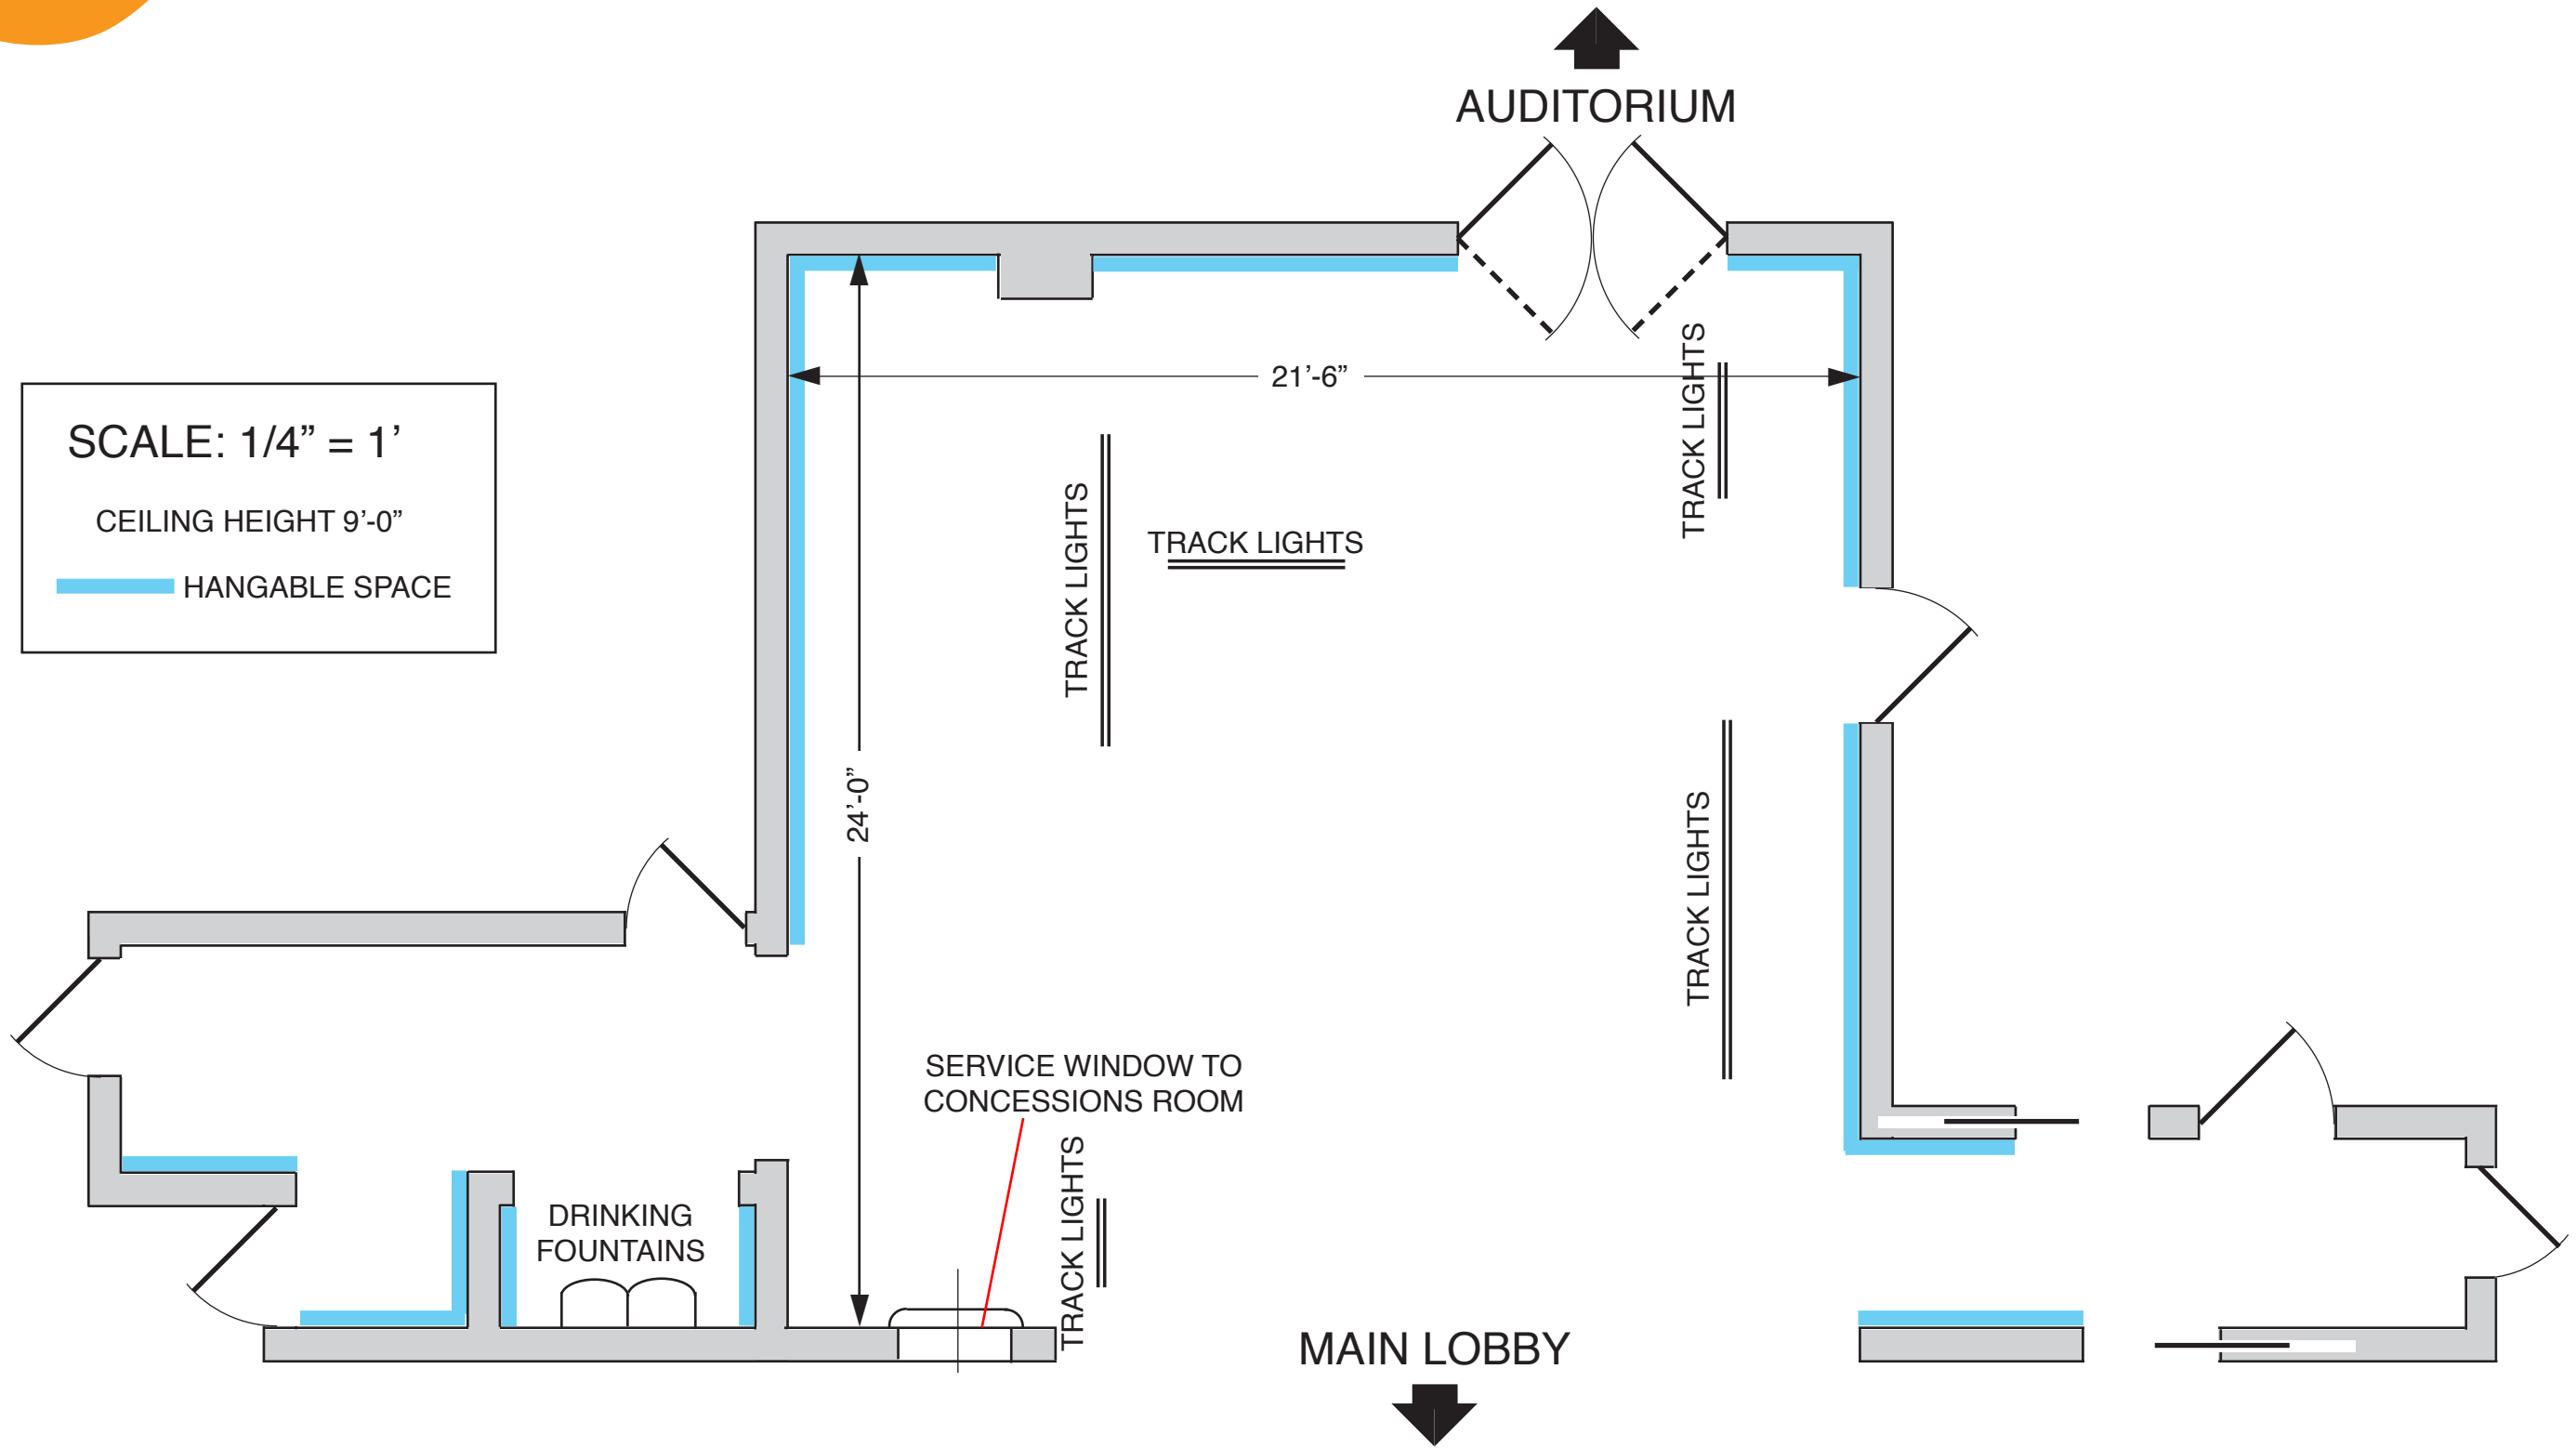 AUDITORIUM
21’-6”
SCALE: 1/4” = 1’
CEILING HEIGHT 9’-0”
HANGABLE SPACE
TRACK LIGHTS
TRACK LIGHTS
TRACK LIGHTS
24’-0”
TRACK LIGHTS
SERVICE WINDOW TO
CONCESSIONS ROOM
DRINKING
FOUNTAINS
TRACK LIGHTS
MAIN LOBBY